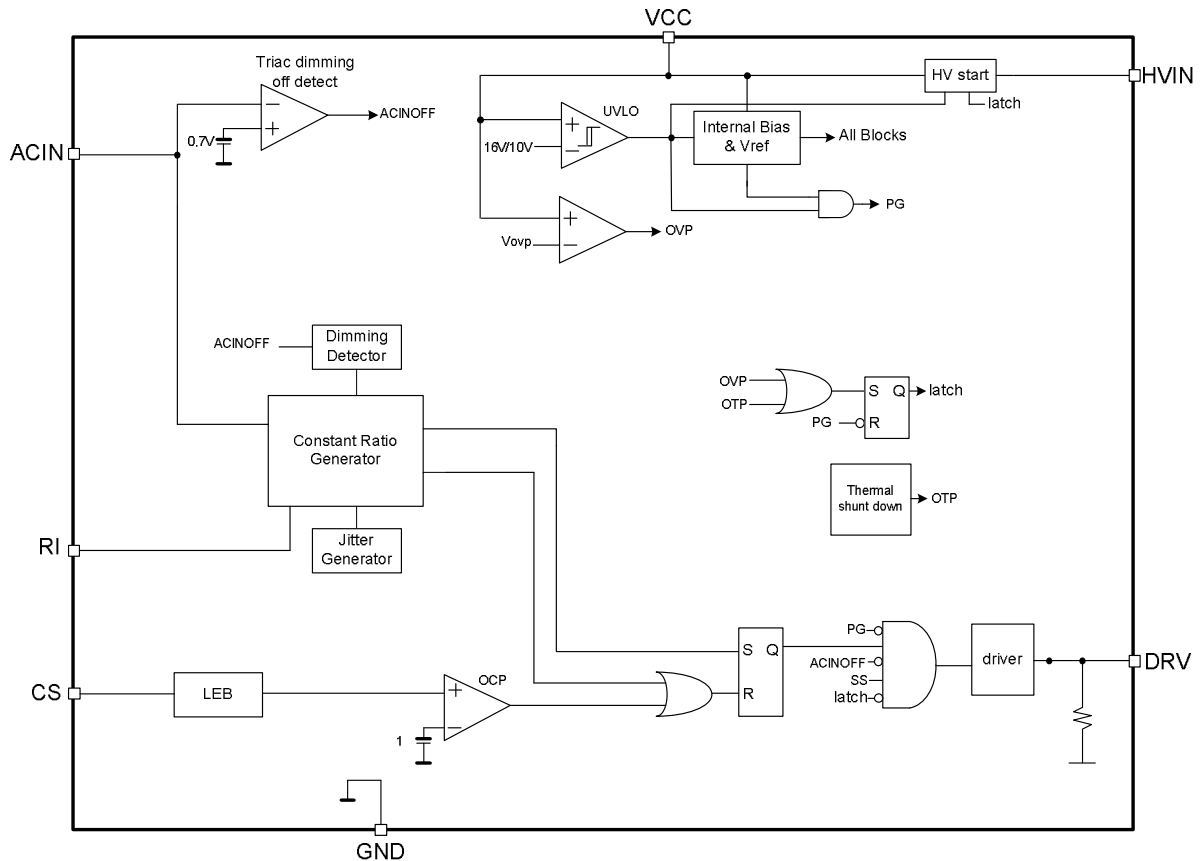 VCC
Triac dimming
off detect
HV start
HVIN
latch
ACINOFF
0.7V
ACIN
UVLO
16V/10V
Internal Bias
& Vref
All Blocks
PG
Vovp
OVP
ACINOFF
Dimming
Detector
Constant Ratio
Generator
Jitter
Generator
RI
OVP
OTP
PG
S
Q
R
latch
Thermal
shunt down
OTP
CS
LEB
OCP
1
S
Q
R
PG
ACINOFF
SS
latch
driver
DRV
GND